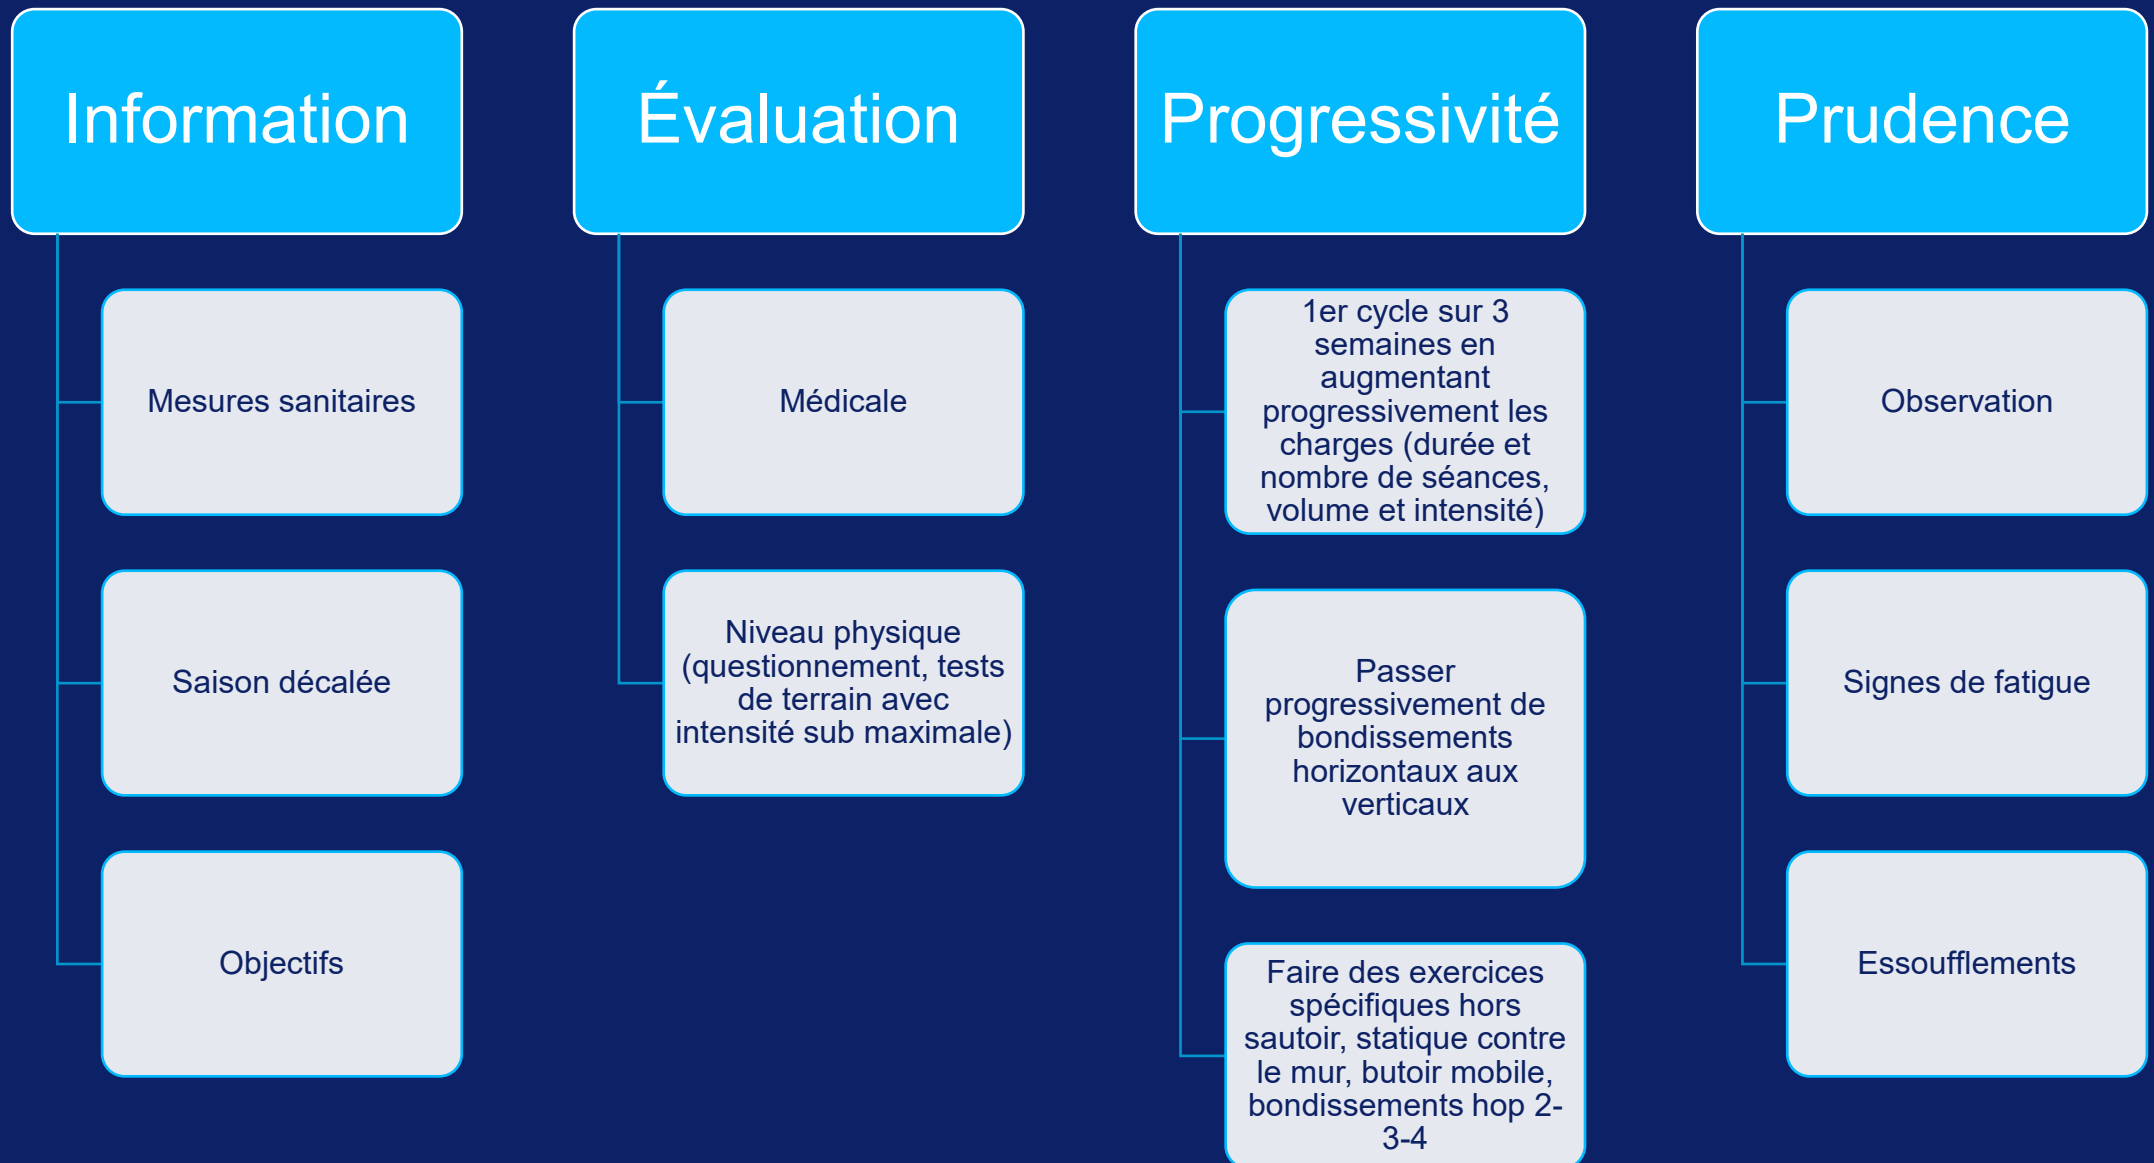 Information
Mesures sanitaires
Saison décalée
Objectifs
Évaluation
Médicale
Niveau physique
(questionnement, tests
de terrain avec
intensité sub maximale)
Progressivité
1er cycle sur 3
semaines en
augmentant
progressivement les
charges (durée et
nombre de séances,
volume et intensité)
Passer
progressivement de
bondissements
horizontaux aux
verticaux
Faire des exercices
spécifiques hors
sautoir, statique contre
le mur, butoir mobile,
bondissements hop 2-
3-4
Prudence
Observation
Signes de fatigue
Essoufflements